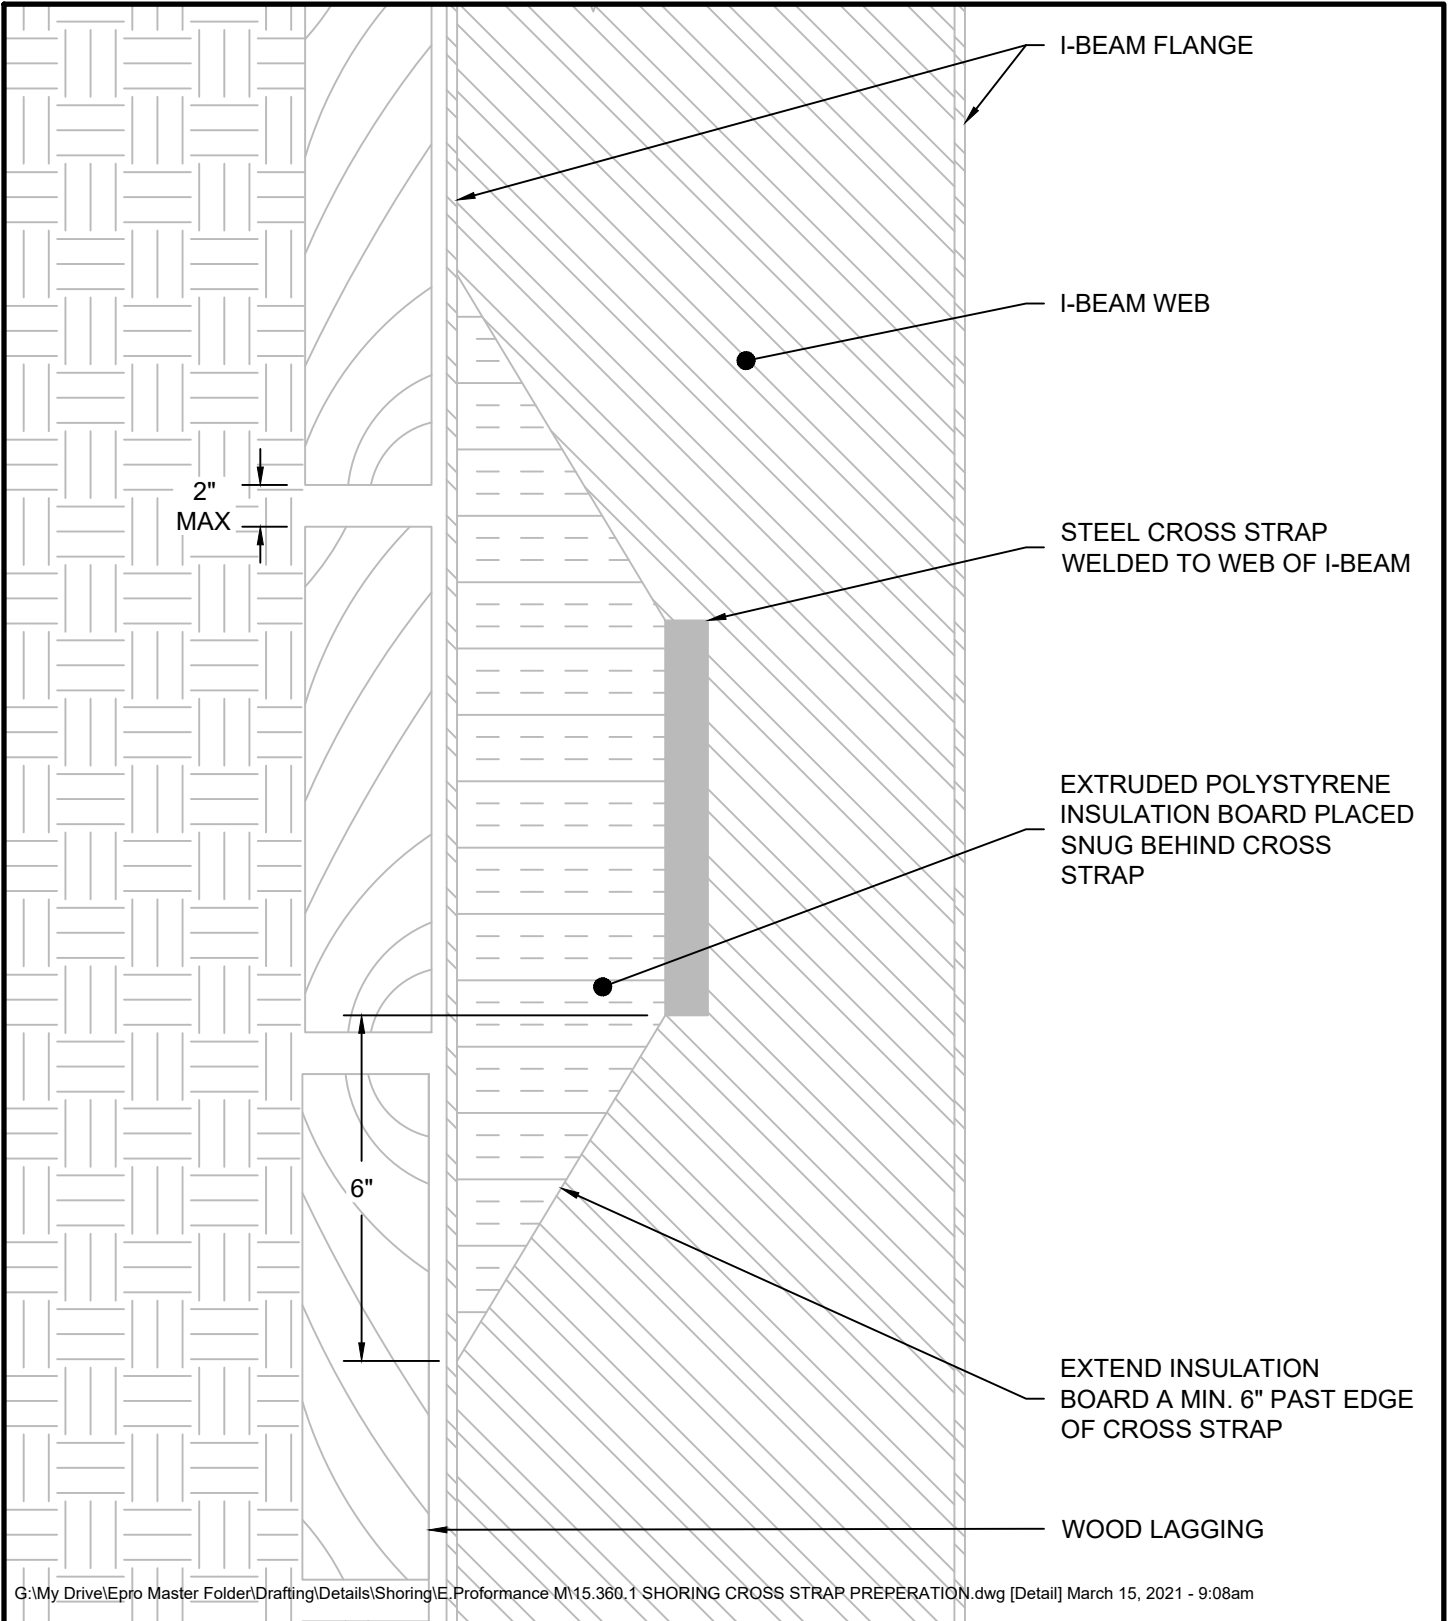 I-BEAM FLANGE
I-BEAM WEB
2"
MAX
STEEL CROSS STRAP
WELDED TO WEB OF I-BEAM
EXTRUDED POLYSTYRENE
INSULATION BOARD PLACED
SNUG BEHIND CROSS
STRAP
6"
EXTEND INSULATION
BOARD A MIN. 6" PAST EDGE
OF CROSS STRAP
WOOD LAGGING
G:\My Drive\Epro Master Folder\Drafting\Details\Shoring\E.Proformance M\15.360.1 SHORING CROSS STRAP PREPERATION.dwg [Detail] March 15, 2021 - 9:08am